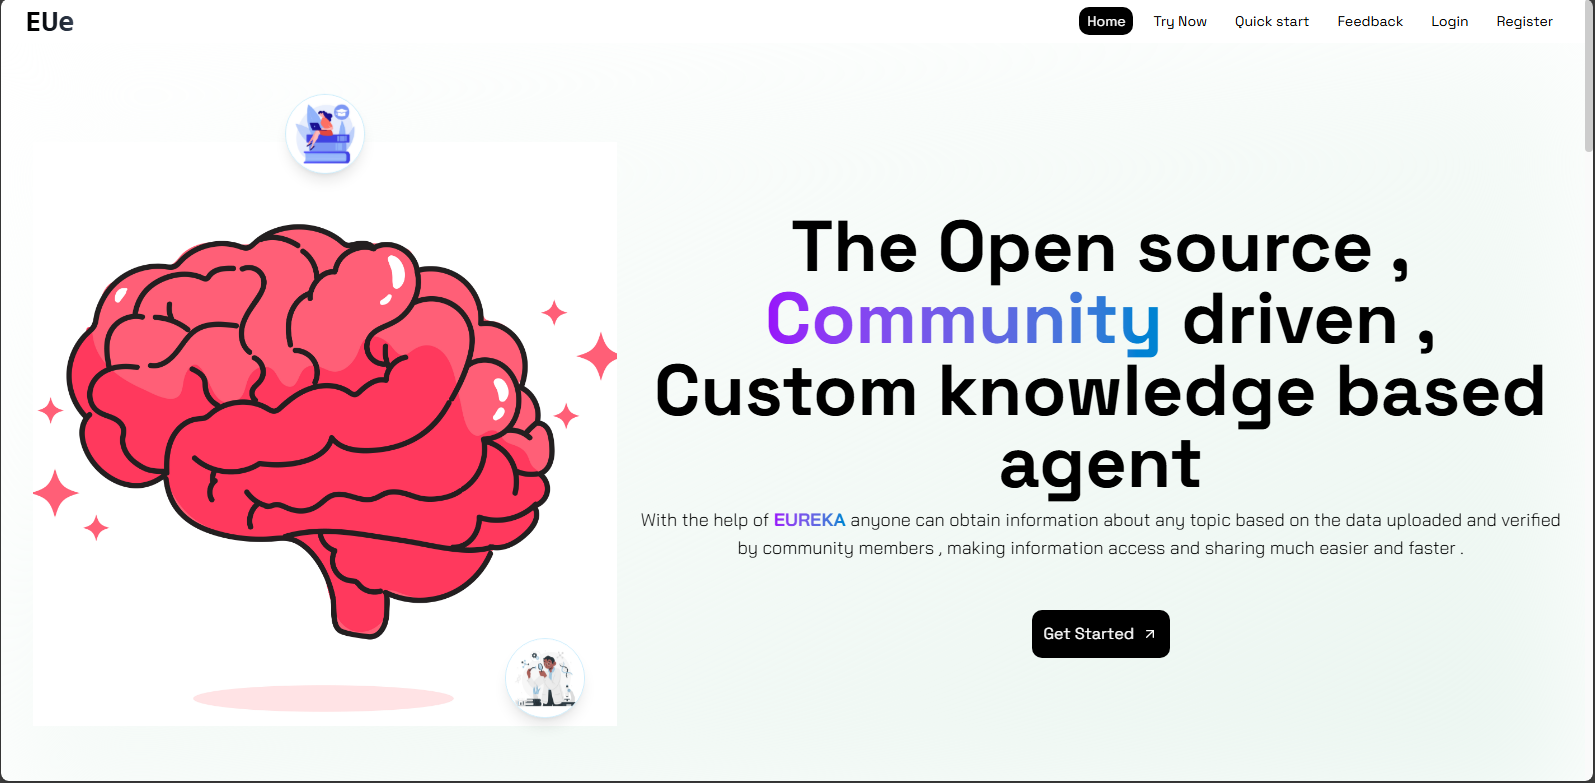 EUe
Home Try Now Quick start Feedback Login Register
The Open source ,
Community driven ,
Custom knowledge based
agent
With the help of EUREKA anyone can obtain information about any topic based on the data uploaded and verified
by community members , making information access and sharing much easier and faster .
Get Started